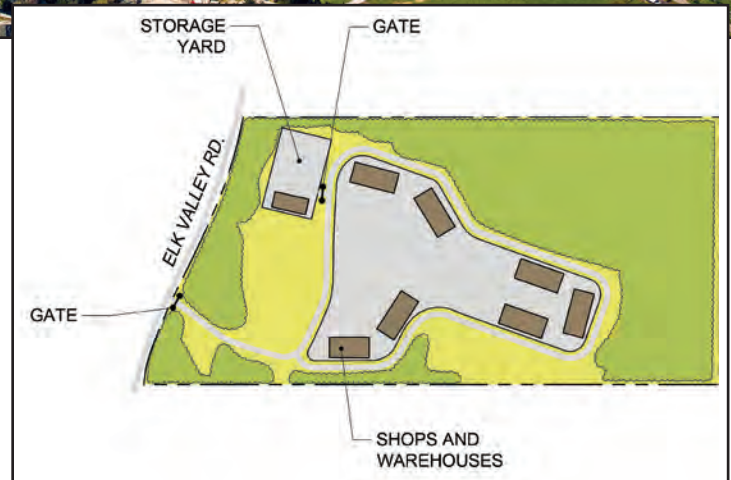 STORAGE
YARD
GATE
ELK VALLEY RD.
GATE
SHOPS AND
WAREHOUSES